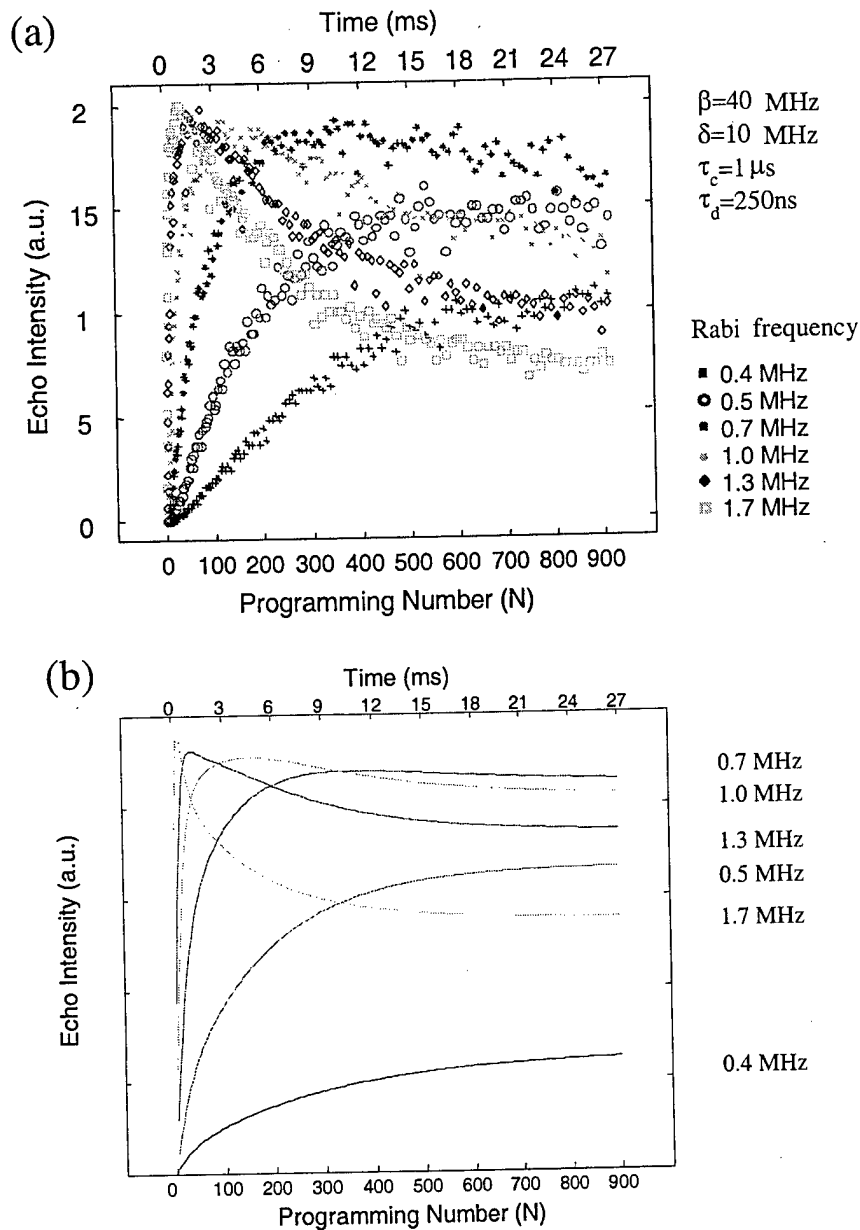 (a)
Time (ms)
0 3 6 9 12 15 18 21 24 27
2
15
1
5
0
Echo Intensity (a.u.)
0 100 200 300 400 500 600 700 800 900
Programming Number (N)
β=40 MHz
δ=10 MHz
τc=1 μs
τd=250ns
Rabi frequency
0.4 MHz
0.5 MHz
0.7 MHz
1.0 MHz
1.3 MHz
1.7 MHz
(b)
Time (ms)
0 1 3 6 9 12 15 18 21 24 27
Echo Intensity (a.u.)
0 100 200 300 400 500 600 700 800 900
Programming Number (N)
0.7 MHz
1.0 MHz
1.3 MHz
0.5 MHz
1.7 MHz
0.4 MHz